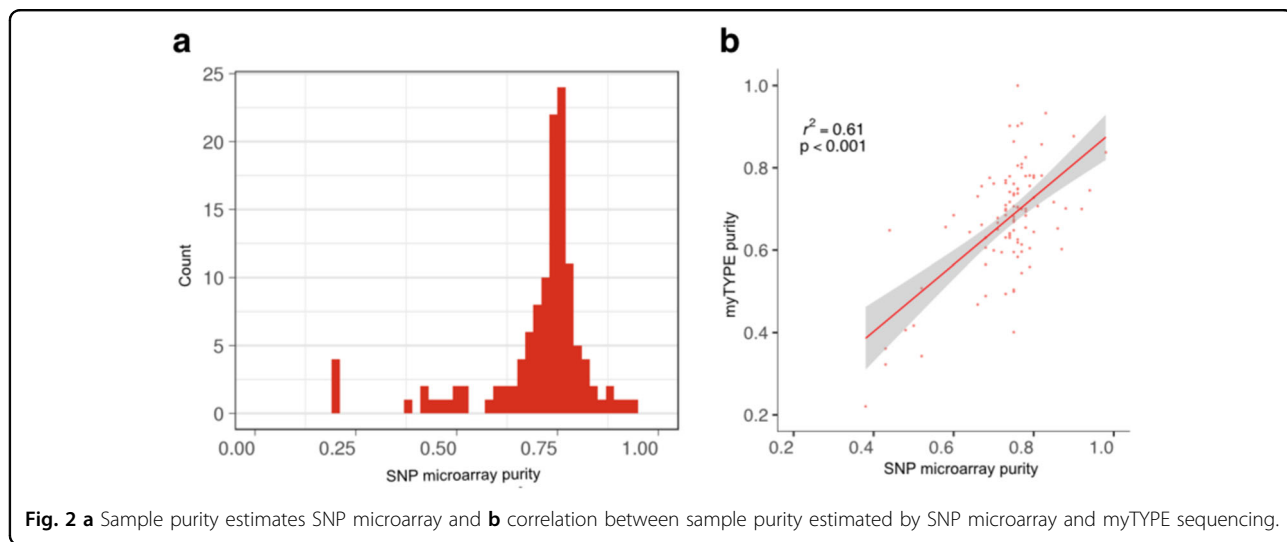 a
25
20
15
10
5
0
Count
0.00 0.25 0.50 0.75 1.00
SNP microarray purity
b
1.0
0.8
0.6
0.4
0.2
myTYPE purity
r² = 0.61
p < 0.001
0.2 0.4 0.6 0.8 1.0
SNP microarray purity
Fig. 2 a Sample purity estimates SNP microarray and b correlation between sample purity estimated by SNP microarray and myTYPE sequencing.